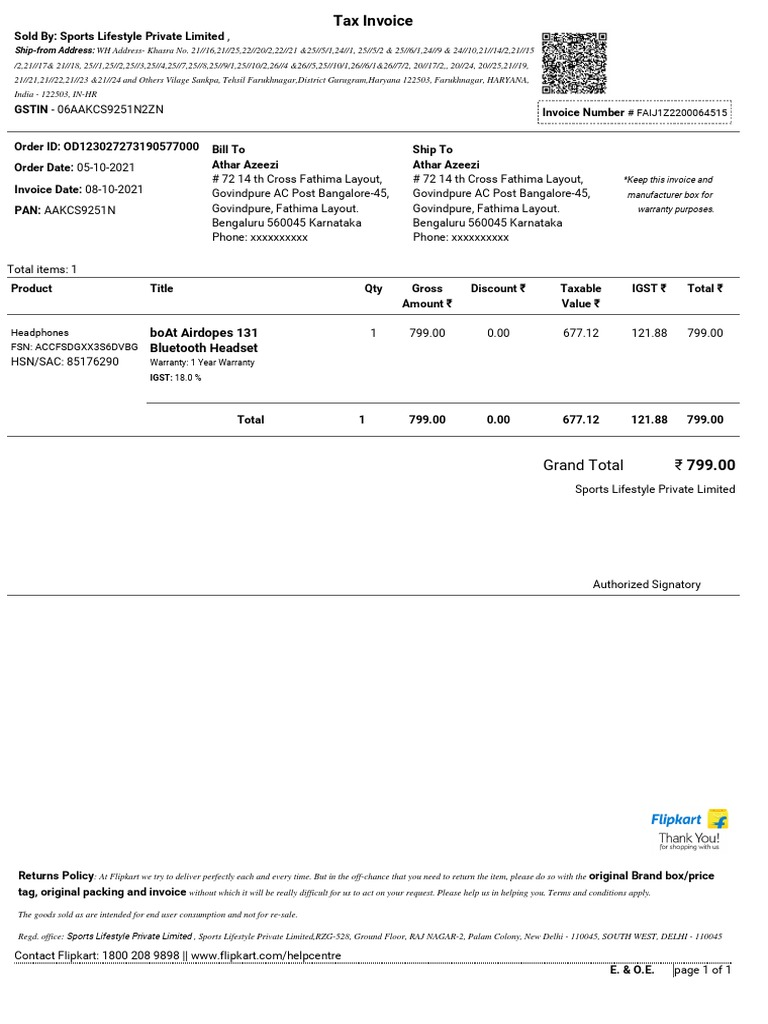 Tax Invoice
Sold By: Sports Lifestyle Private Limited ,
Ship-from Address: WH Address- Khasra No. 21//16,21//25,22//20/2,22//21 &25//5/1,24//1, 25//5/2 & 25//6/1,24//9 & 24//10,21//14/2,21//15
/2,21//17& 21//18, 25//1,25//2,25//3,25//4,25//7,25//8,25//9/1,25//10/2,26//4 &26//5,25//10/1,26//6/1&26//7/2, 20//17/2,, 20//24, 20//25,21//19,
21//21,21//22,21//23 &21//24 and Others Vilage Sankpa, Tehsil Farukhnagar,District Gurugram,Haryana 122503, Farukhnagar, HARYANA,
India - 122503, IN-HR
GSTIN - 06AAKCS9251N2ZN
Invoice Number # FAIJ1Z2200064515
Order ID: OD123027273190577000
Order Date: 05-10-2021
Invoice Date: 08-10-2021
PAN: AAKCS9251N
Bill To
Athar Azeezi
# 72 14 th Cross Fathima Layout,
Govindpure AC Post Bangalore-45,
Govindpure, Fathima Layout.
Bengaluru 560045 Karnataka
Phone: xxxxxxxxxx
Ship To
Athar Azeezi
# 72 14 th Cross Fathima Layout,
Govindpure AC Post Bangalore-45,
Govindpure, Fathima Layout.
Bengaluru 560045 Karnataka
Phone: xxxxxxxxxx
*Keep this invoice and
manufacturer box for
warranty purposes.
Total items: 1
Product Title Qty Gross Amount ₹ Discount ₹ Taxable Value ₹ IGST ₹ Total ₹
Headphones
FSN: ACCFSDGXX3S6DVBG
HSN/SAC: 85176290
boAt Airdopes 131
Bluetooth Headset
Warranty: 1 Year Warranty
IGST: 18.0 %
1 799.00 0.00 677.12 121.88 799.00
Total 1 799.00 0.00 677.12 121.88 799.00
Grand Total ₹ 799.00
Sports Lifestyle Private Limited
Authorized Signatory
Flipkart
Thank You!
for shopping with us
Returns Policy: At Flipkart we try to deliver perfectly each and every time. But in the off-chance that you need to return the item, please do so with the original Brand box/price
tag, original packing and invoice without which it will be really difficult for us to act on your request. Please help us in helping you. Terms and conditions apply.
The goods sold as are intended for end user consumption and not for re-sale.
Regd. office: Sports Lifestyle Private Limited , Sports Lifestyle Private Limited,RZG-528, Ground Floor, RAJ NAGAR-2, Palam Colony, New Delhi - 110045, SOUTH WEST, DELHI - 110045
Contact Flipkart: 1800 208 9898 || www.flipkart.com/helpcentre
E. & O.E. page 1 of 1